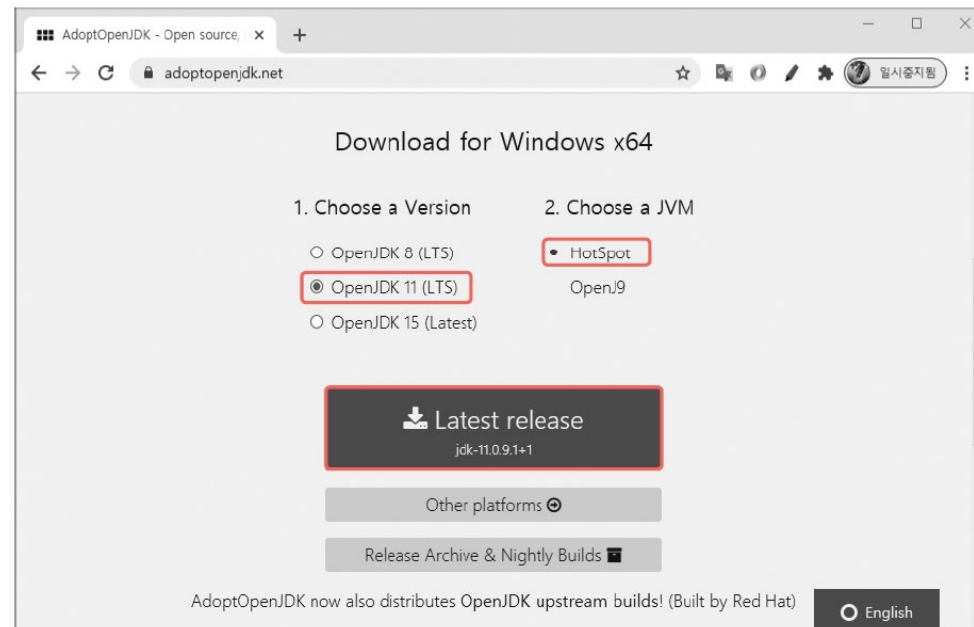 AdoptOpenJDK - Open source,
adoptopenjdk.net
일시중지됨
Download for Windows x64
1. Choose a Version
2. Choose a JVM
OpenJDK 8 (LTS)
HotSpot
OpenJDK 11 (LTS)
OpenJ9
OpenJDK 15 (Latest)
Latest release
jdk-11.0.9.1+1
Other platforms
Release Archive & Nightly Builds
AdoptOpenJDK now also distributes OpenJDK upstream builds! (Built by Red Hat)
English